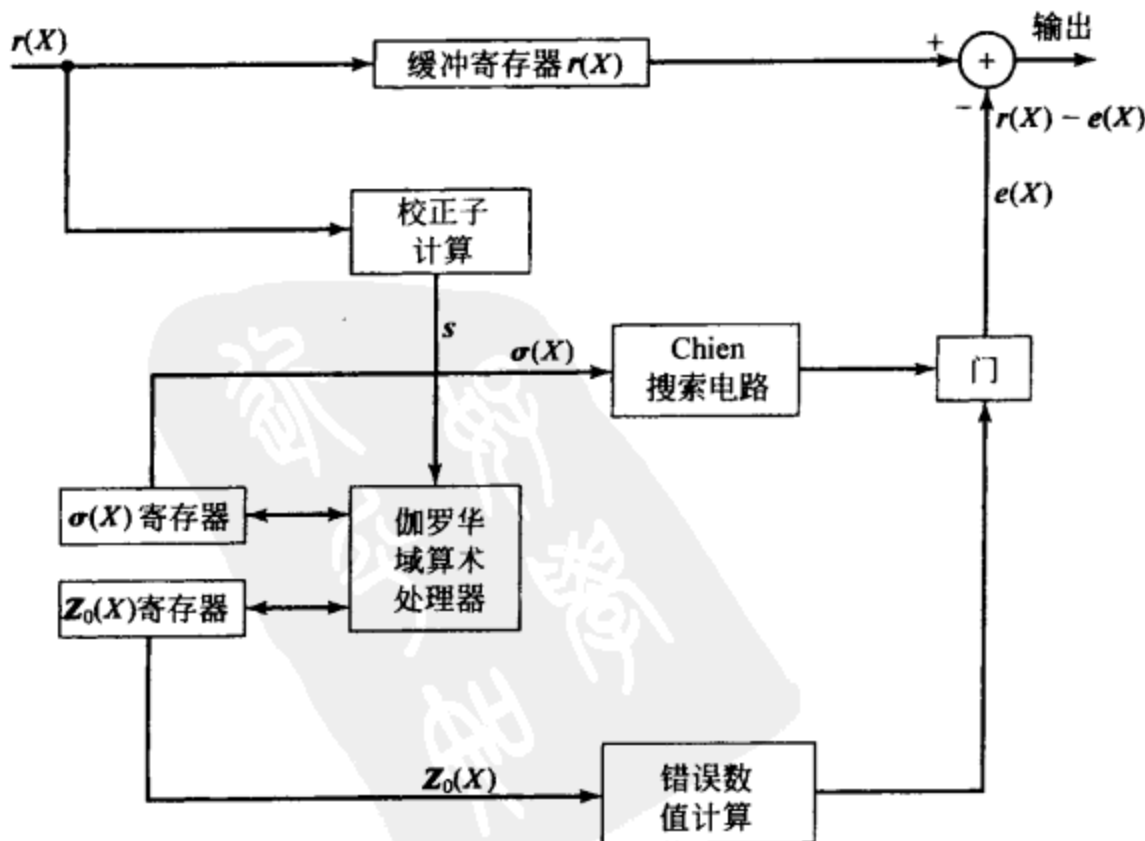 r(X)
缓冲寄存器r(X)
+
+
输出
−
r(X) − e(X)
e(X)
校正子
计算
s
σ(X)
Chien
搜索电路
门
σ(X) 寄存器
伽罗华
域算术
处理器
Z₀(X)寄存器
Z₀(X)
错误数
值计算